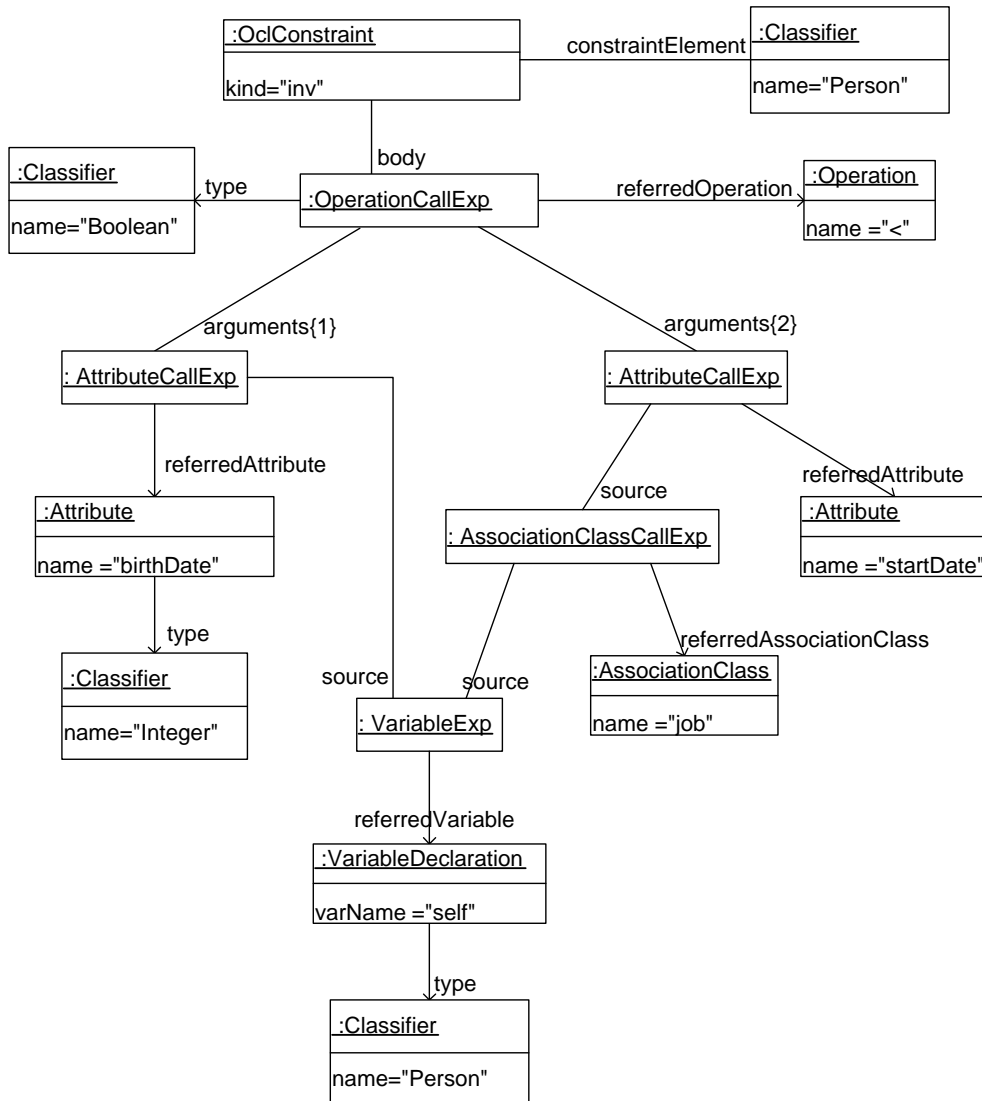 :OclConstraint
kind="inv"
constraintElement
:Classifier
name="Person"
body
:Classifier
name="Boolean"
type
:OperationCallExp
referredOperation
:Operation
name ="<"
arguments{1}
arguments{2}
: AttributeCallExp
: AttributeCallExp
referredAttribute
referredAttribute
source
:Attribute
name ="birthDate"
: AssociationClassCallExp
:Attribute
name ="startDate"
type
referredAssociationClass
:Classifier
name="Integer"
source
source
:AssociationClass
name ="job"
: VariableExp
referredVariable
:VariableDeclaration
varName ="self"
type
:Classifier
name="Person"